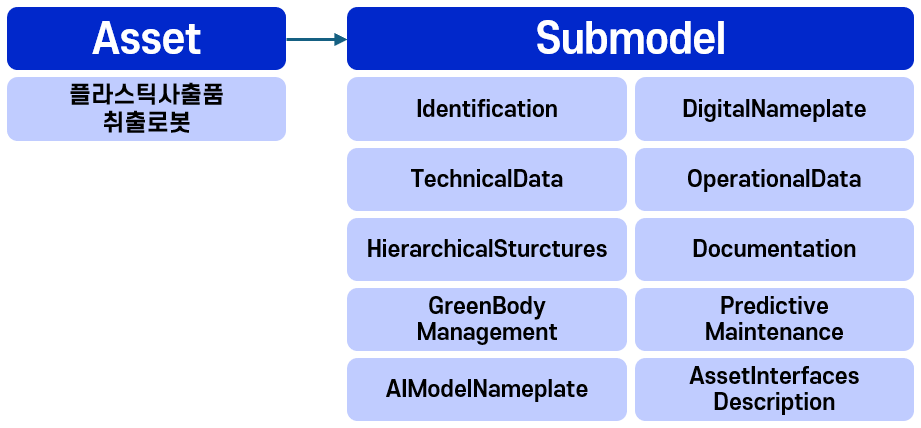 Asset
Submodel
플라스틱사출품
취출로봇
Identification
DigitalNameplate
TechnicalData
OperationalData
HierarchicalSturctures
Documentation
GreenBody
Management
Predictive
Maintenance
AIModelNameplate
AssetInterfaces
Description